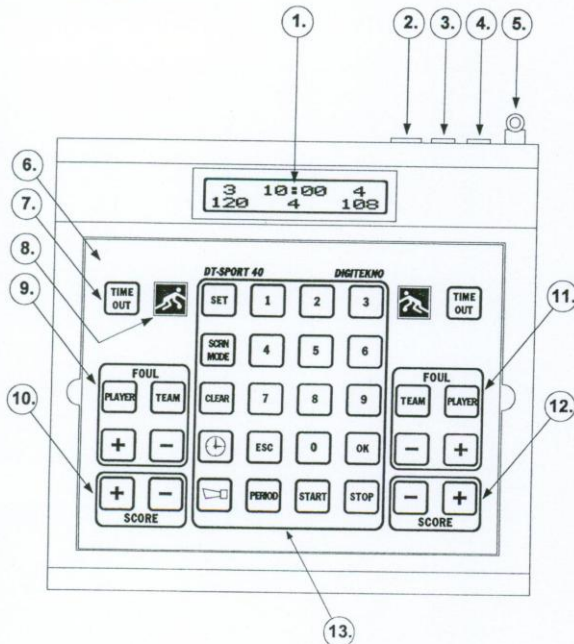 1.
2. 3. 4. 5.
6.
3 10:00 4
120 4 108
7.
8.
9.
DT-SPORT 40 DIGITEKNO
TIME OUT
SET 1 2 3
TIME OUT
11.
SCRN MODE 4 5 6
FOUL
PLAYER TEAM
CLEAR 7 8 9
FOUL
TEAM PLAYER
10.
12.
+ -
ESC 0 OK
- +
+ -
SCORE
PERIOD START STOP
- +
SCORE
13.